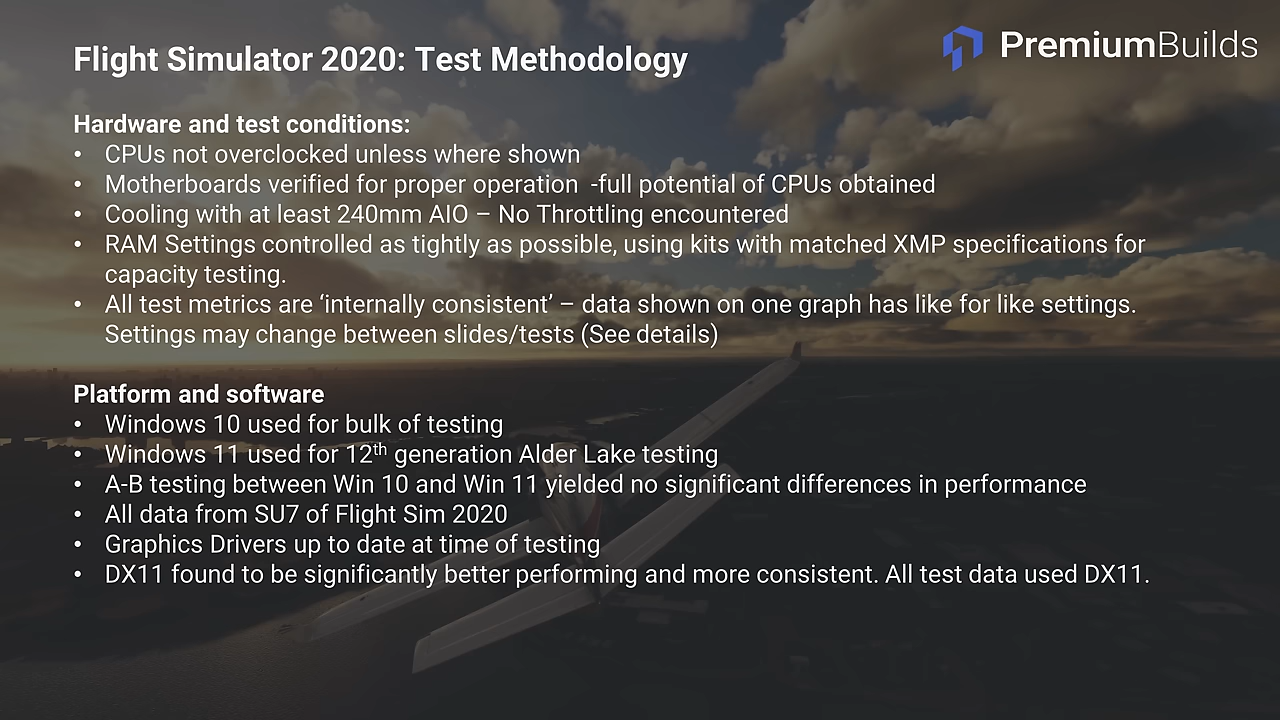 Flight Simulator 2020: Test Methodology
PremiumBuilds
Hardware and test conditions:
• CPUs not overclocked unless where shown
• Motherboards verified for proper operation  -full potential of CPUs obtained
• Cooling with at least 240mm AIO – No Throttling encountered
• RAM Settings controlled as tightly as possible, using kits with matched XMP specifications for
capacity testing.
• All test metrics are ‘internally consistent’ – data shown on one graph has like for like settings.
Settings may change between slides/tests (See details)
Platform and software
• Windows 10 used for bulk of testing
• Windows 11 used for 12th generation Alder Lake testing
• A-B testing between Win 10 and Win 11 yielded no significant differences in performance
• All data from SU7 of Flight Sim 2020
• Graphics Drivers up to date at time of testing
• DX11 found to be significantly better performing and more consistent. All test data used DX11.